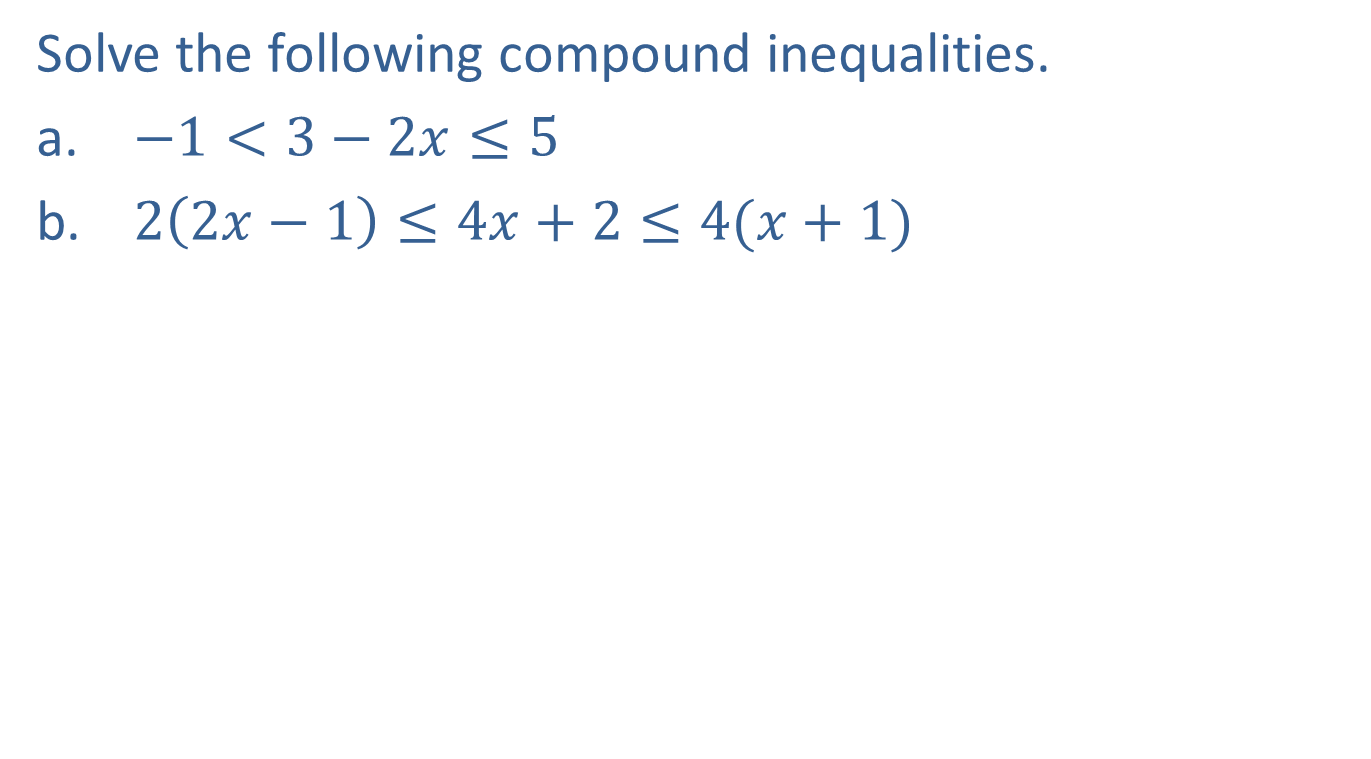 Solve the following compound inequalities.
a. −1 < 3 − 2𝑥 ≤ 5
b. 2(2𝑥 − 1) ≤ 4𝑥 + 2 ≤ 4(𝑥 + 1)